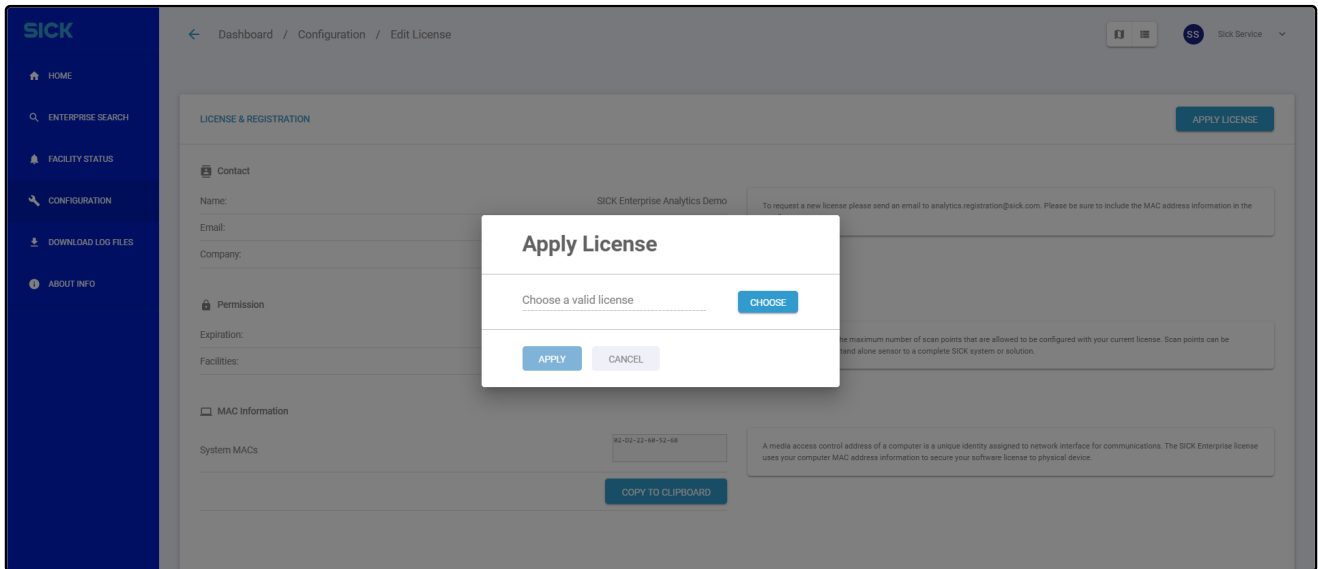 SICK
Dashboard / Configuration / Edit License
SS
Sick Service
HOME
ENTERPRISE SEARCH
FACILITY STATUS
CONFIGURATION
DOWNLOAD LOG FILES
ABOUT INFO
LICENSE & REGISTRATION
APPLY LICENSE
Contact
Name:
SICK Enterprise Analytics Demo
To request a new license please send an email to analytics.registration@sick.com. Please be sure to include the MAC address information in the
Email:
Company:
Apply License
Choose a valid license
CHOOSE
APPLY
CANCEL
Permission
Expiration:
Facilities:
maximum number of scan points that are allowed to be configured with your current license. Scan points can be
alone sensor to a complete SICK system or solution.
MAC Information
System MACs
02-D2-22-60-52-60
A media access control address of a computer is a unique identity assigned to network interface for communications. The SICK Enterprise license
uses your computer MAC address information to secure your software license to physical device.
COPY TO CLIPBOARD